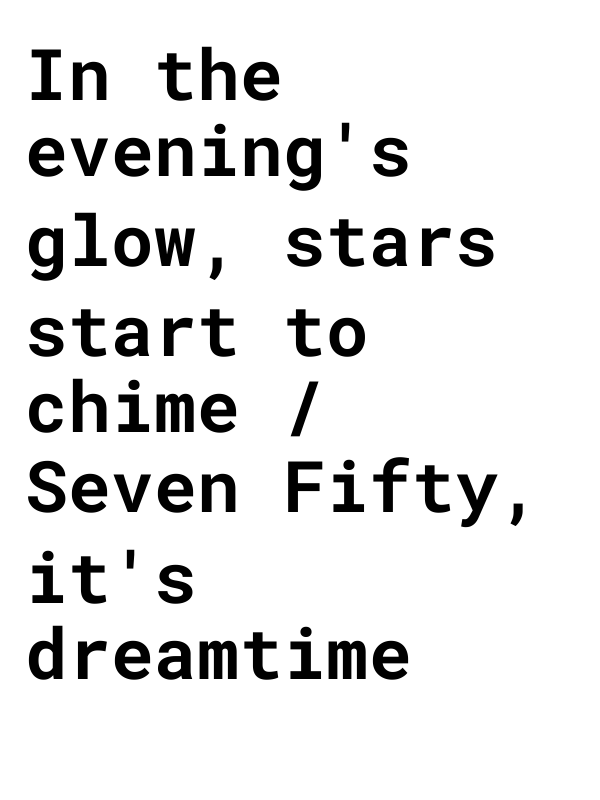 In the
evening's
glow, stars
start to
chime /
Seven Fifty,
it's
dreamtime